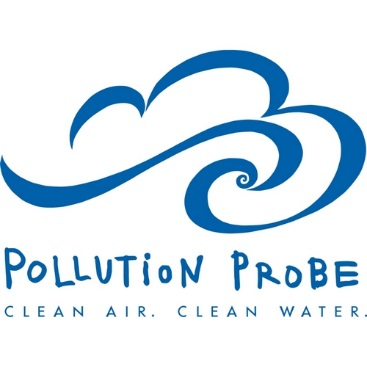 POLLUTiON PROBE
CLEAN AIR. CLEAN WATER.